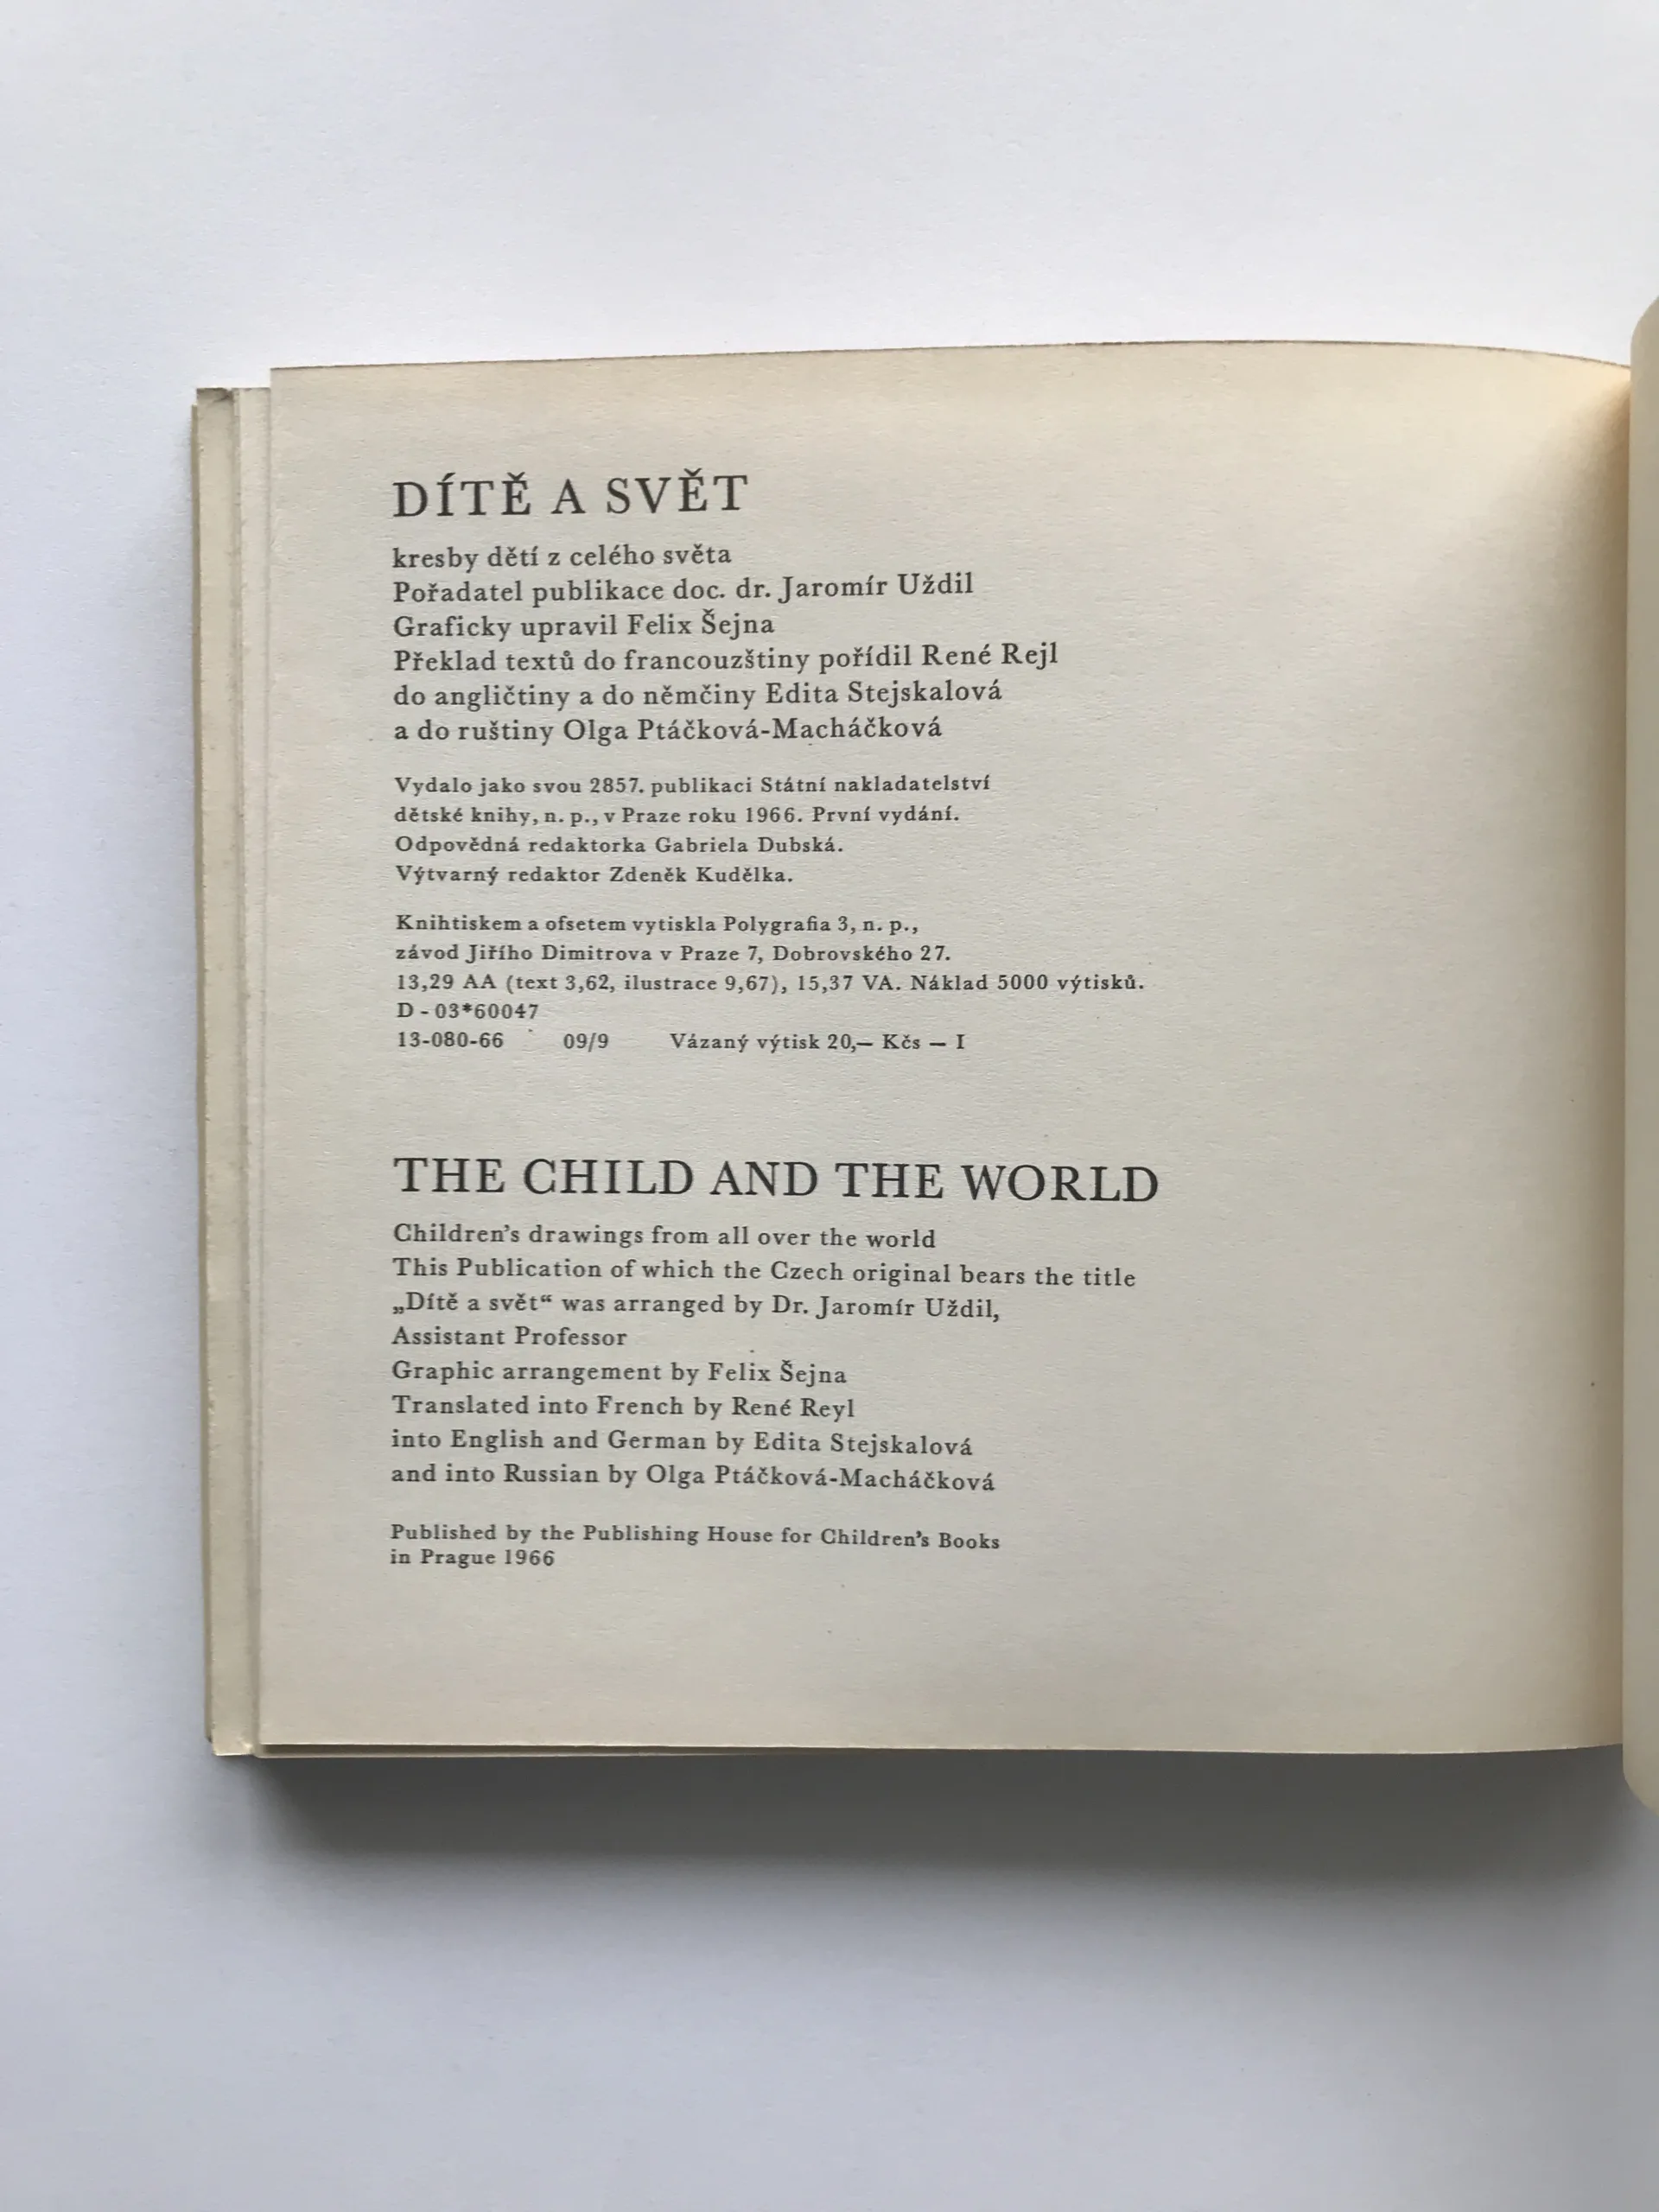 DÍTĚ A SVĚT
kresby dětí z celého světa
Pořadatel publikace doc. dr. Jaromír Uždil
Graficky upravil Felix Šejna
Překlad textů do francouzštiny pořídil René Rejl
do angličtiny a do němčiny Edita Stejskalová
a do ruštiny Olga Ptáčková-Macháčková
Vydalo jako svou 2857. publikaci Státní nakladatelství
dětské knihy, n. p., v Praze roku 1966. První vydání.
Odpovědná redaktorka Gabriela Dubská.
Výtvarný redaktor Zdeněk Kudělka.
Knihtiskem a ofsetem vytiskla Polygrafia 3, n. p.,
závod Jiřího Dimitrova v Praze 7, Dobrovského 27.
13,29 AA (text 3,62, ilustrace 9,67), 15,37 VA. Náklad 5000 výtisků.
D - 03*60047
13-080-66 09/9 Vázaný výtisk 20,— Kčs — I
THE CHILD AND THE WORLD
Children's drawings from all over the world
This Publication of which the Czech original bears the title
„Dítě a svět“ was arranged by Dr. Jaromír Uždil,
Assistant Professor
Graphic arrangement by Felix Šejna
Translated into French by René Reyl
into English and German by Edita Stejskalová
and into Russian by Olga Ptáčková-Macháčková
Published by the Publishing House for Children's Books
in Prague 1966